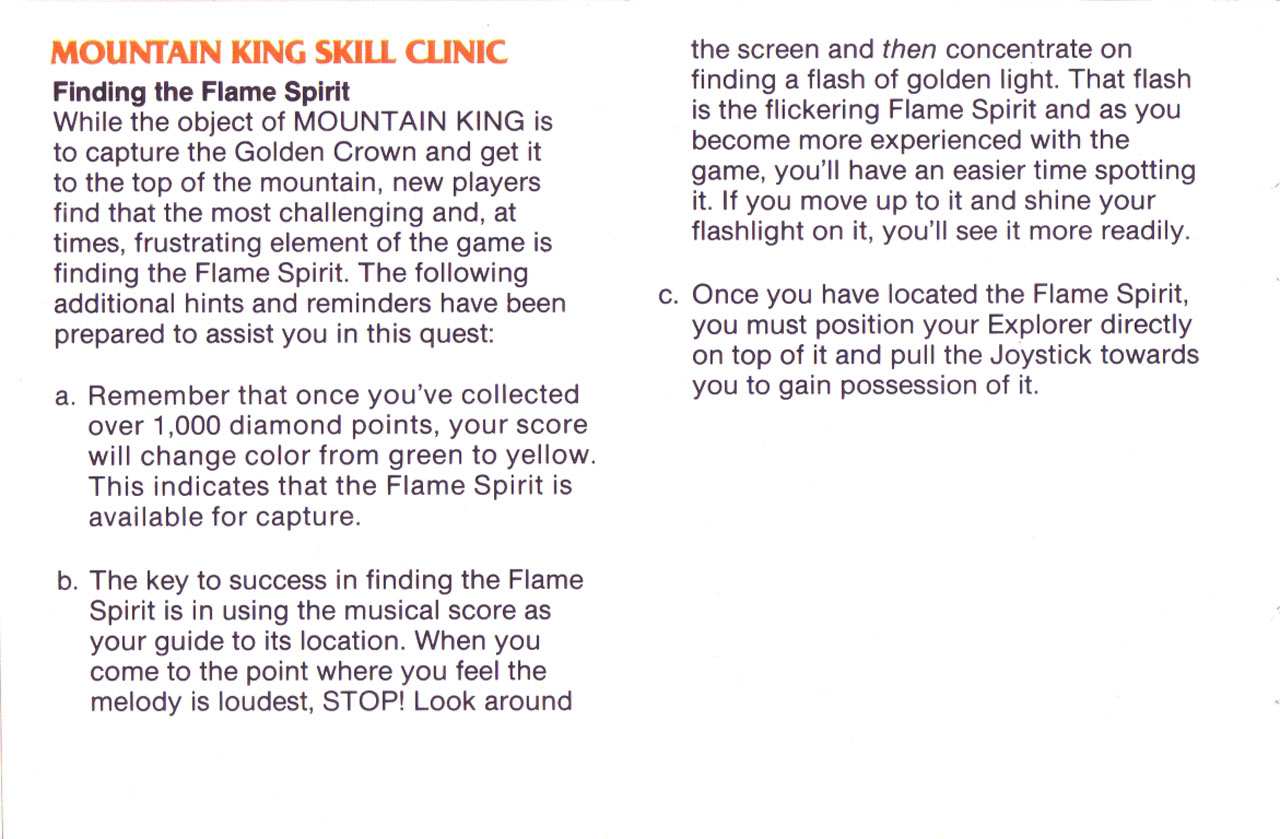 MOUNTAIN KING SKILL CLINIC
Finding the Flame Spirit
While the object of MOUNTAIN KING is
to capture the Golden Crown and get it
to the top of the mountain, new players
find that the most challenging and, at
times, frustrating element of the game is
finding the Flame Spirit. The following
additional hints and reminders have been
prepared to assist you in this quest:
a. Remember that once you've collected
over 1,000 diamond points, your score
will change color from green to yellow.
This indicates that the Flame Spirit is
available for capture.
b. The key to success in finding the Flame
Spirit is in using the musical score as
your guide to its location. When you
come to the point where you feel the
melody is loudest, STOP! Look around
the screen and then concentrate on
finding a flash of golden light. That flash
is the flickering Flame Spirit and as you
become more experienced with the
game, you'll have an easier time spotting
it. If you move up to it and shine your
flashlight on it, you'll see it more readily.
c. Once you have located the Flame Spirit,
you must position your Explorer directly
on top of it and pull the Joystick towards
you to gain possession of it.